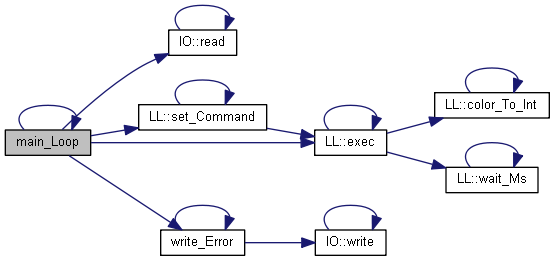 IO::read
LL::set_Command
LL::color_To_Int
main_Loop
LL::exec
LL::wait_Ms
write_Error
IO::write